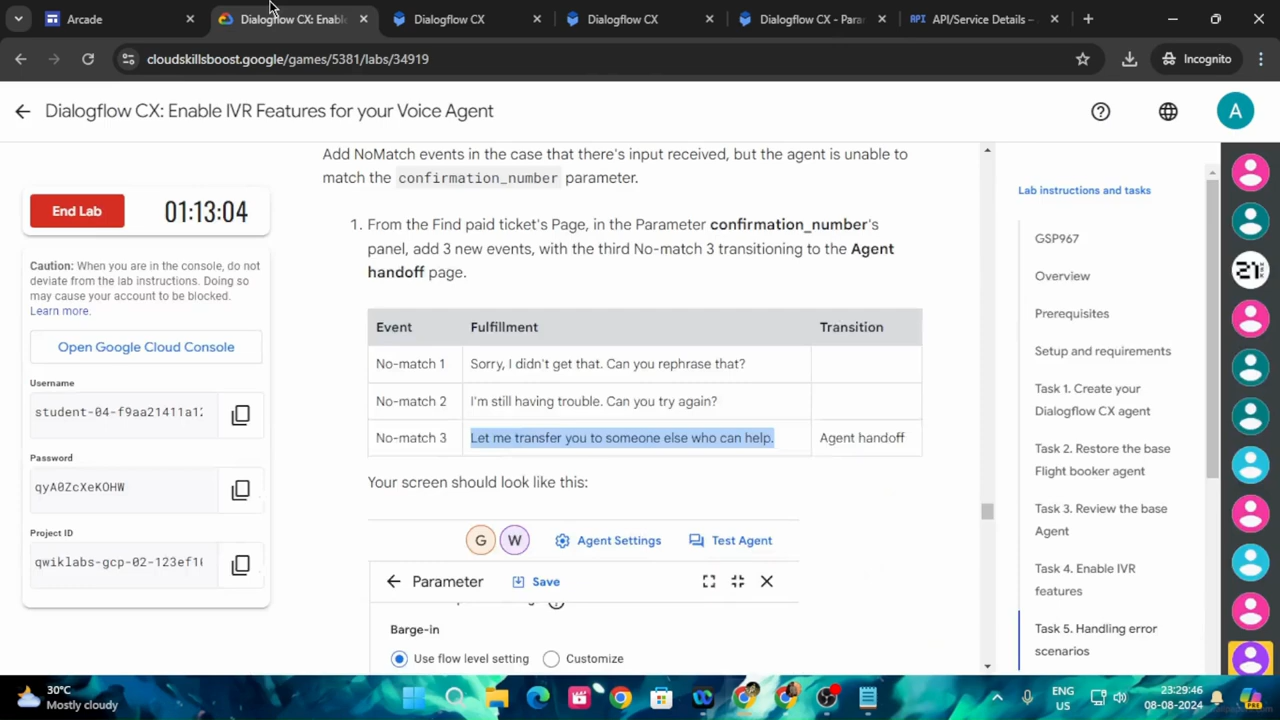 Arcade
Dialogflow CX: Enable
Dialogflow CX
Dialogflow CX
Dialogflow CX - Para
API/Service Details –
cloudskillsboost.google/games/5381/labs/34919
Incognito
Dialogflow CX: Enable IVR Features for your Voice Agent
A
End Lab
01:13:04
Caution: When you are in the console, do not
deviate from the lab instructions. Doing so
may cause your account to be blocked.
Learn more.
Open Google Cloud Console
Username
student-04-f9aa21411a12
Password
qyA0ZcXeKOHW
Project ID
qwiklabs-gcp-02-123ef1
Add NoMatch events in the case that there's input received, but the agent is unable to
match the confirmation_number parameter.
1. From the Find paid ticket's Page, in the Parameter confirmation_number's
panel, add 3 new events, with the third No-match 3 transitioning to the Agent
handoff page.
Event Fulfillment Transition
No-match 1 Sorry, I didn't get that. Can you rephrase that?
No-match 2 I'm still having trouble. Can you try again?
No-match 3 Let me transfer you to someone else who can help. Agent handoff
Your screen should look like this:
G W Agent Settings Test Agent
Parameter Save
Barge-in
Use flow level setting Customize
Lab instructions and tasks
GSP967
Overview
Prerequisites
Setup and requirements
Task 1. Create your
Dialogflow CX agent
Task 2. Restore the base
Flight booker agent
Task 3. Review the base
Agent
Task 4. Enable IVR
features
Task 5. Handling error
scenarios
30°C
Mostly cloudy
ENG
US
23:29:46
08-08-2024
PRE